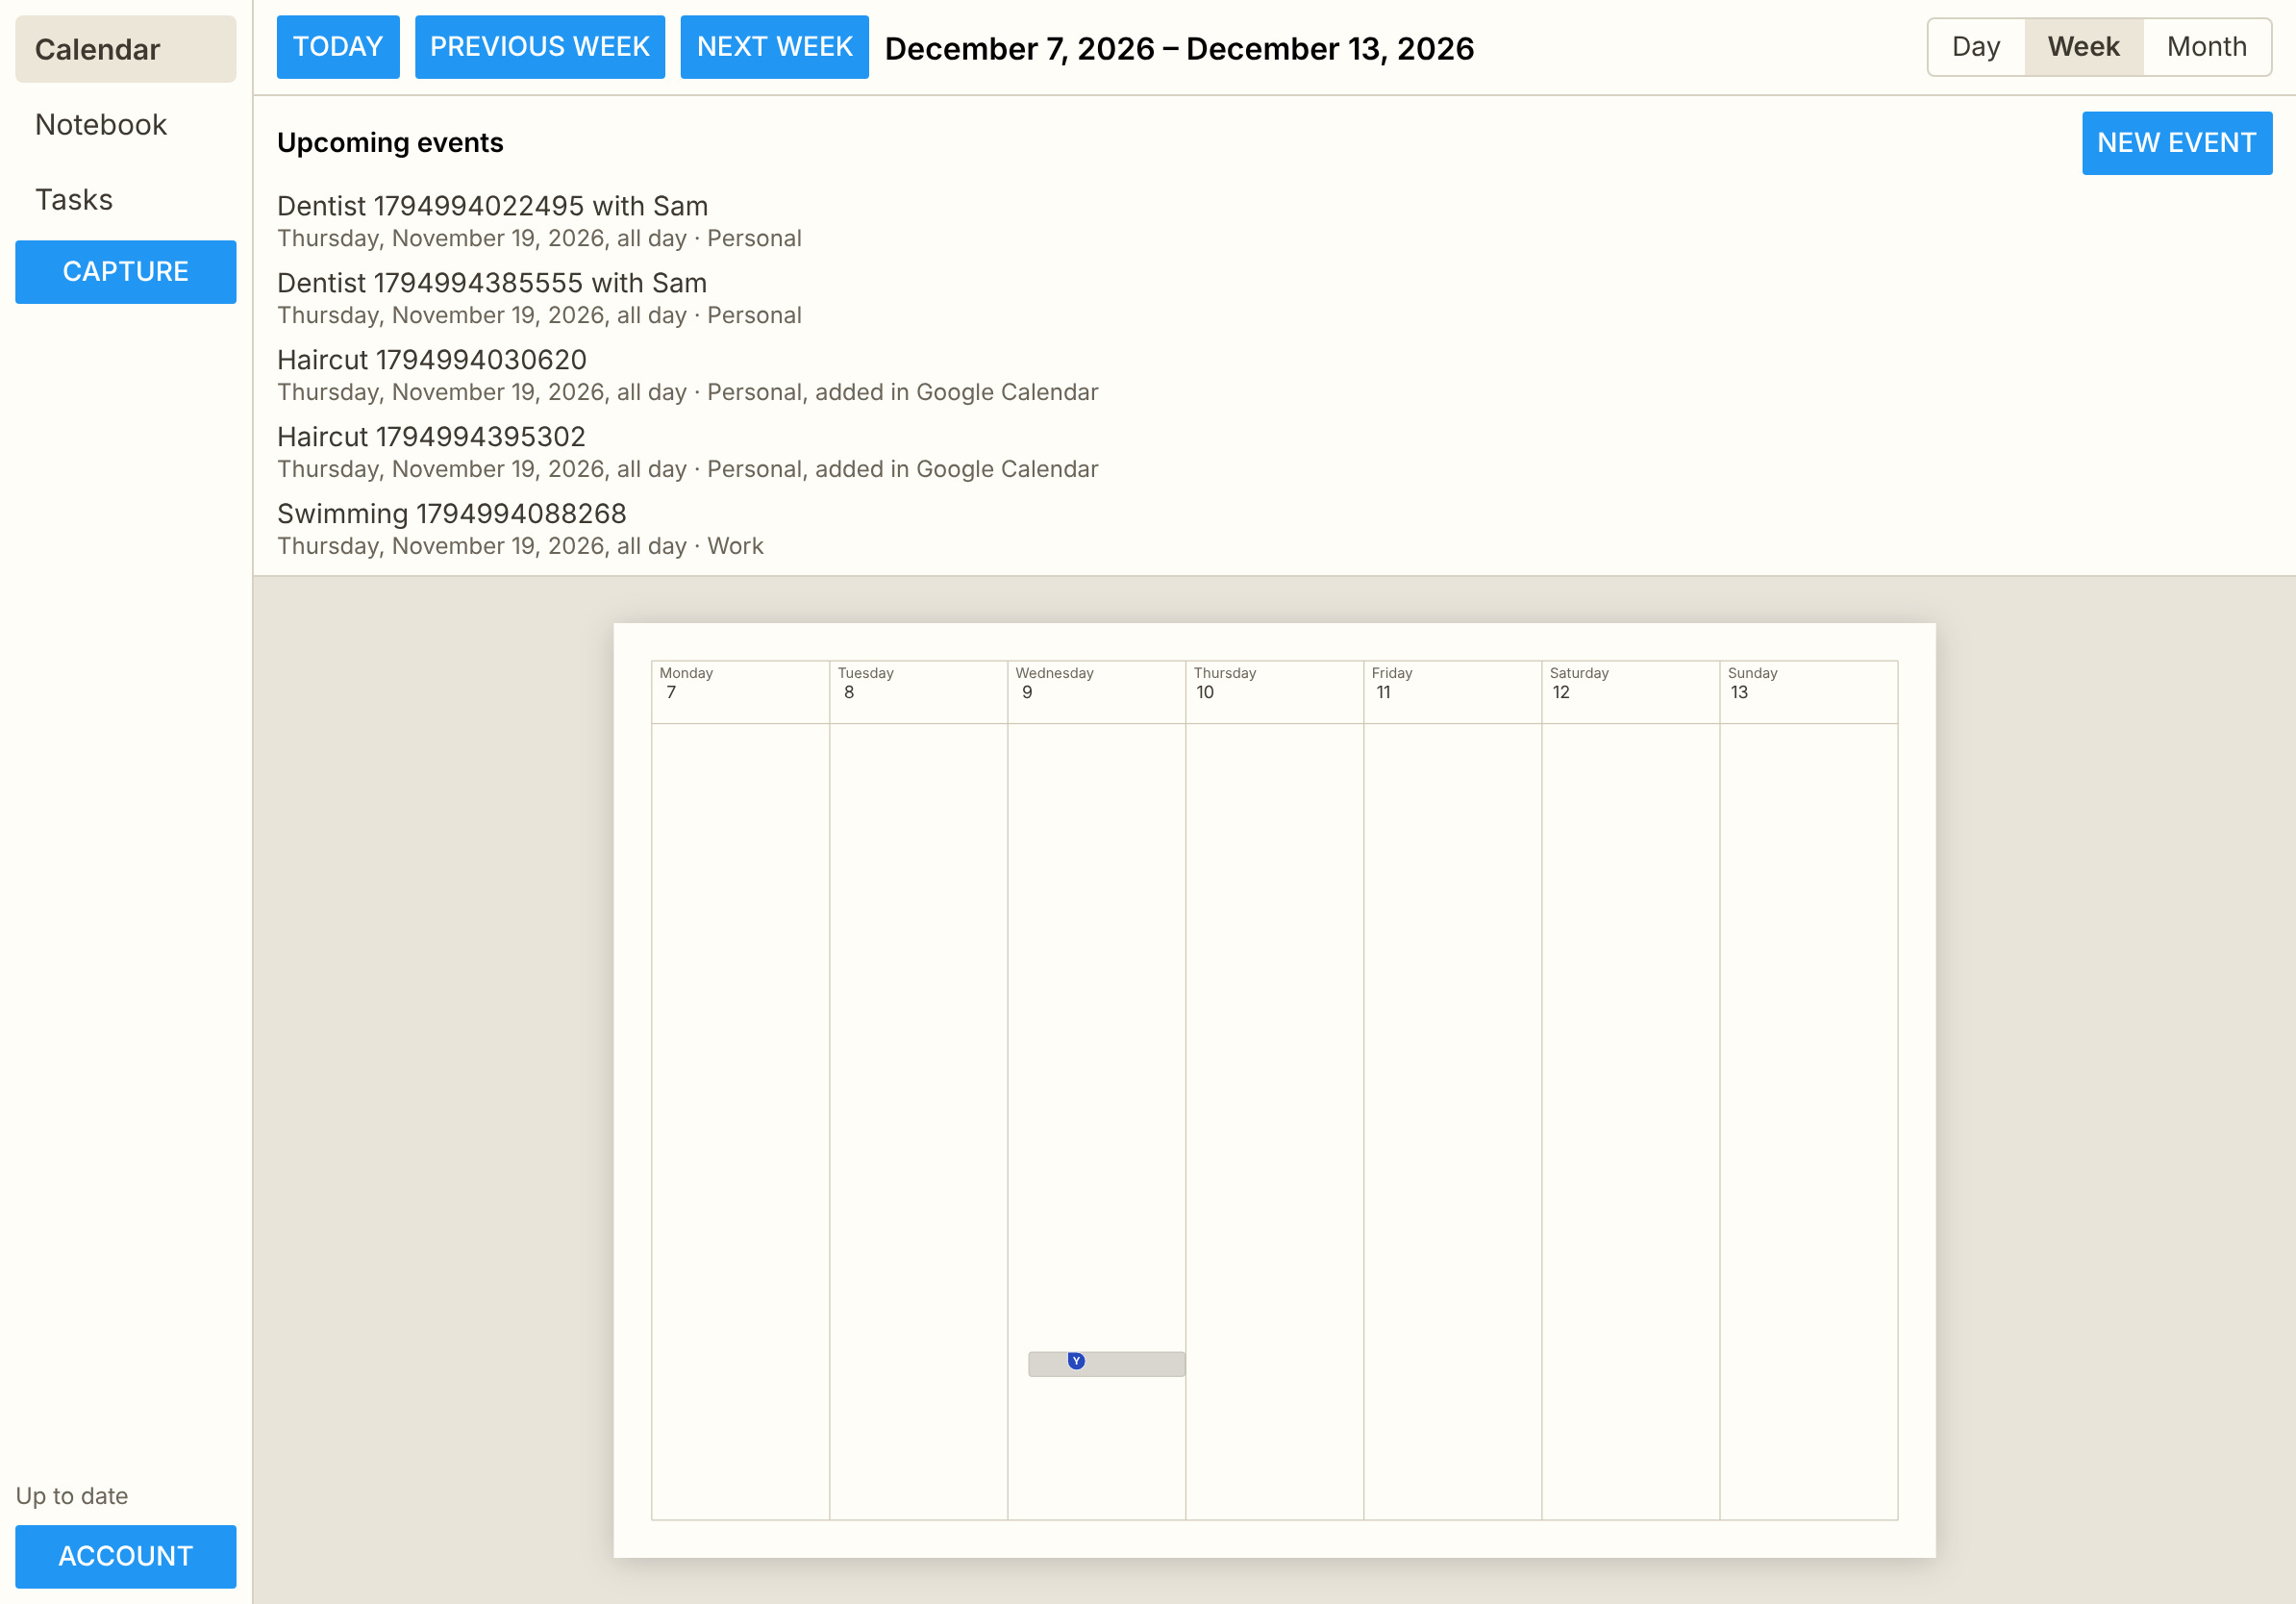 Calendar
Notebook
Tasks
CAPTURE
Up to date
ACCOUNT
TODAY
PREVIOUS WEEK
NEXT WEEK
December 7, 2026 – December 13, 2026
Day
Week
Month
Upcoming events
NEW EVENT
Dentist 1794994022495 with Sam
Thursday, November 19, 2026, all day · Personal
Dentist 1794994385555 with Sam
Thursday, November 19, 2026, all day · Personal
Haircut 1794994030620
Thursday, November 19, 2026, all day · Personal, added in Google Calendar
Haircut 1794994395302
Thursday, November 19, 2026, all day · Personal, added in Google Calendar
Swimming 1794994088268
Thursday, November 19, 2026, all day · Work
Monday
7
Tuesday
8
Wednesday
9
Thursday
10
Friday
11
Saturday
12
Sunday
13
Y